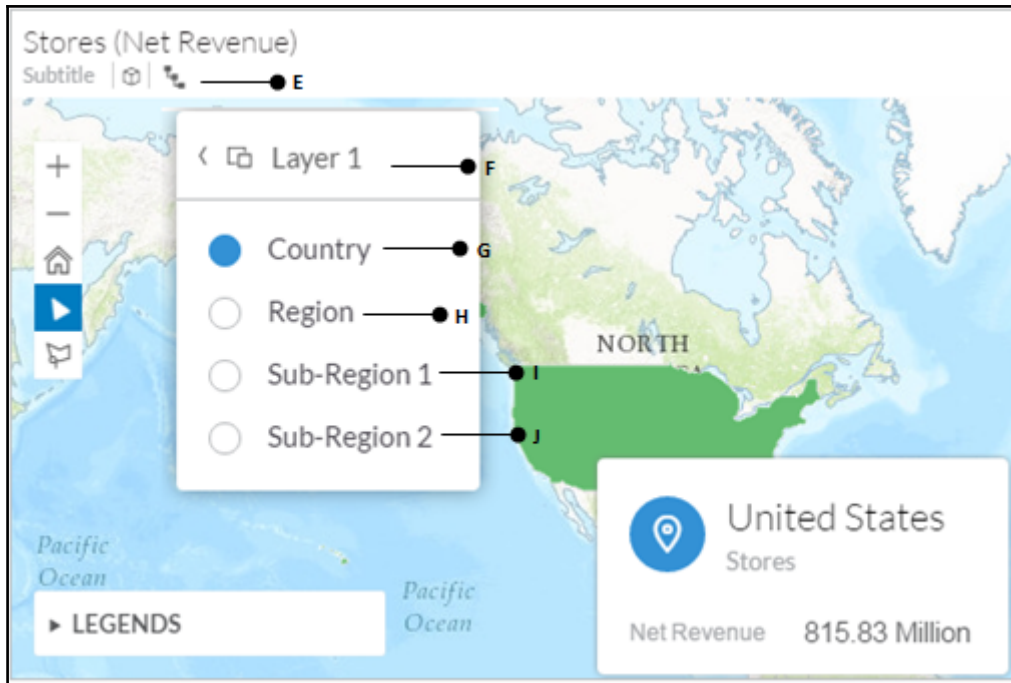 Stores (Net Revenue)
Subtitle
E
Layer 1
F
Country
G
Region
H
NORTH
Sub-Region 1
I
Sub-Region 2
J
United States
Stores
Pacific
Ocean
Pacific
Ocean
LEGENDS
Net Revenue 815.83 Million